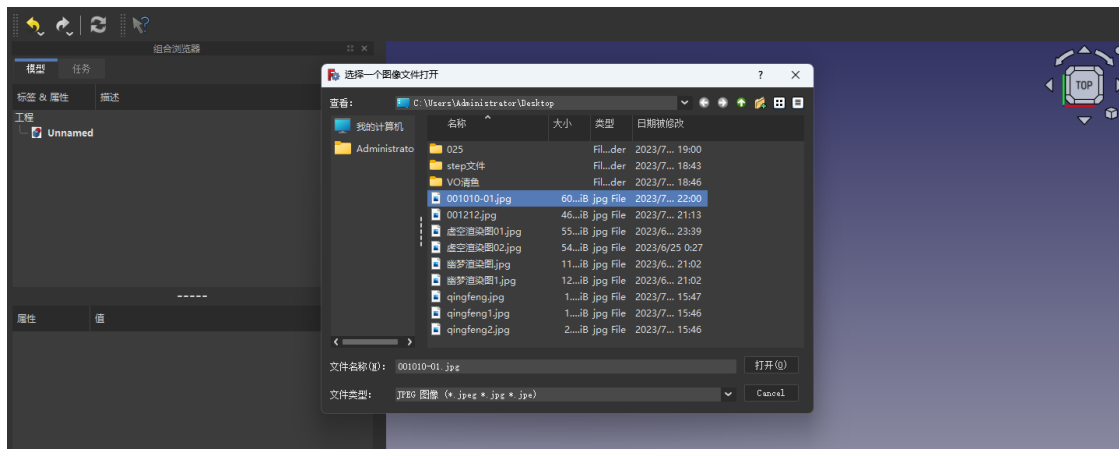 组合浏览器
模型 任务
标签 & 属性 描述
工程
Unnamed
属性 值
选择一个图像文件打开 ? ×
查看: C:\Users\Administrator\Desktop
我的计算机
Administrato
名称 大小 类型 日期被修改
025 Fil...der 2023/7... 19:00
step文件 Fil...der 2023/7... 18:43
VO清鱼 Fil...der 2023/7... 18:46
001010-01.jpg 60...iB jpg File 2023/7... 22:00
001212.jpg 46...iB jpg File 2023/7... 21:13
虚空渲染图01.jpg 55...iB jpg File 2023/6... 23:39
虚空渲染图02.jpg 54...iB jpg File 2023/6/25 0:27
幽梦渲染图.jpg 11...iB jpg File 2023/6... 21:02
幽梦渲染图1.jpg 12...iB jpg File 2023/6... 21:02
qingfeng.jpg 1....iB jpg File 2023/7... 15:47
qingfeng1.jpg 1....iB jpg File 2023/7... 15:46
qingfeng2.jpg 2....iB jpg File 2023/7... 15:46
文件名称(N): 001010-01.jpg 打开(O)
文件类型: JPEG 图像 (*.jpeg *.jpg *.jpe) Cancel
TOP